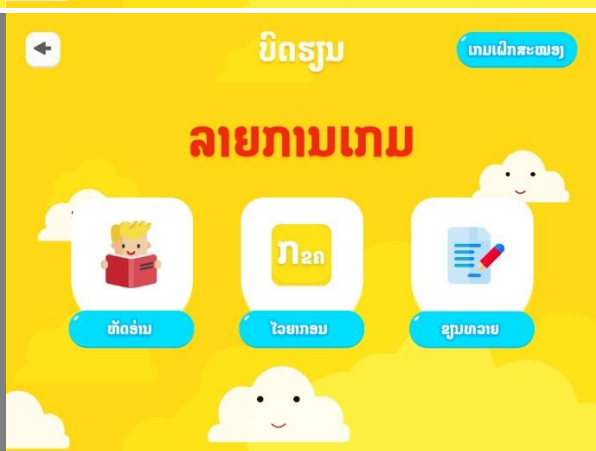 ບົດຮຽນ
ເກມເຝິກສະໝອງ
ລາຍການເກມ
ກຂຄ
ຫັດອ່ານ
ໄວຍາກອນ
ຂຽນທວາຍ